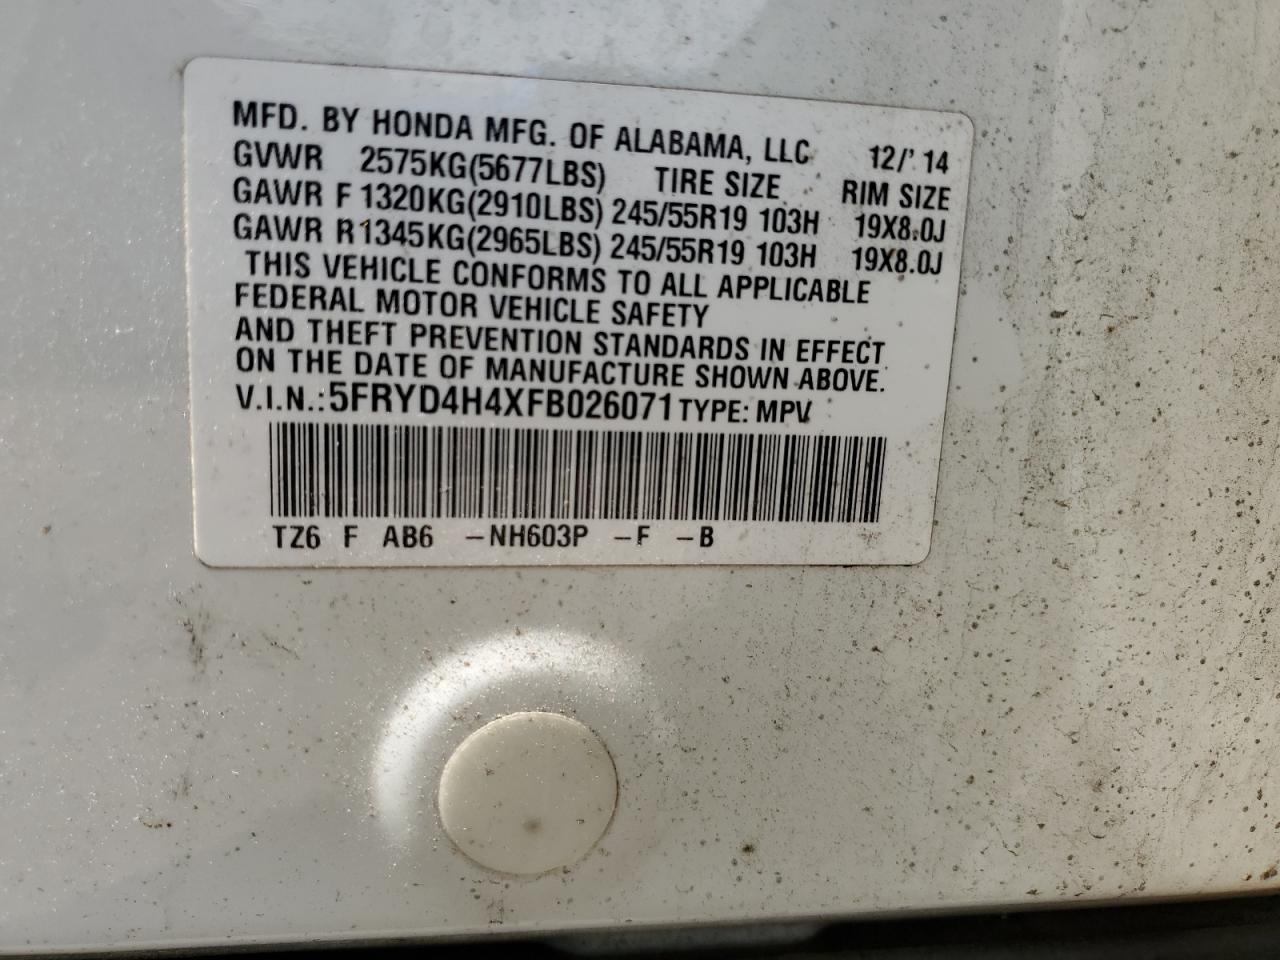 MFD. BY HONDA MFG. OF ALABAMA, LLC 12/'14
GVWR 2575KG(5677LBS) TIRE SIZE RIM SIZE
GAWR F 1320KG(2910LBS) 245/55R19 103H 19X8.0J
GAWR R 1345KG(2965LBS) 245/55R19 103H 19X8.0J
THIS VEHICLE CONFORMS TO ALL APPLICABLE
FEDERAL MOTOR VEHICLE SAFETY
AND THEFT PREVENTION STANDARDS IN EFFECT
ON THE DATE OF MANUFACTURE SHOWN ABOVE.
V.I.N.: 5FRYD4H4XFB026071 TYPE: MPV
TZ6 F AB6 -NH603P -F -B